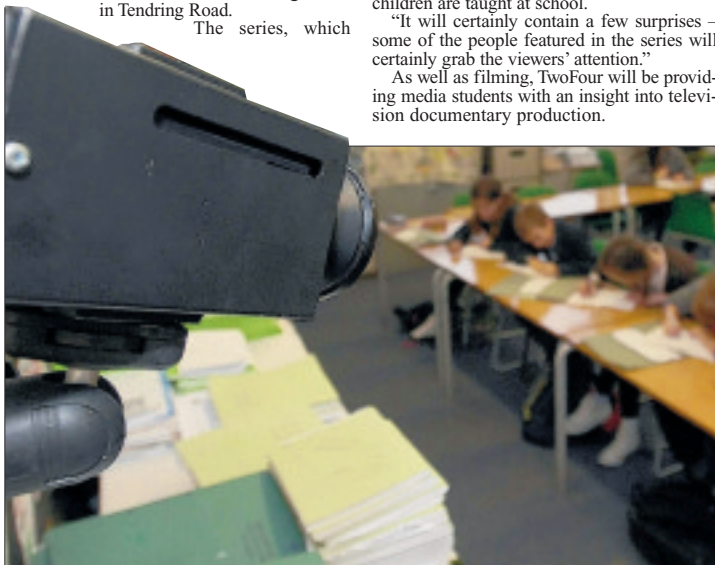 in Tendring Road.
The series, which
children are taught at school.
“It will certainly contain a few surprises –
some of the people featured in the series will
certainly grab the viewers’ attention.”
As well as filming, TwoFour will be provid-
ing media students with an insight into televi-
sion documentary production.